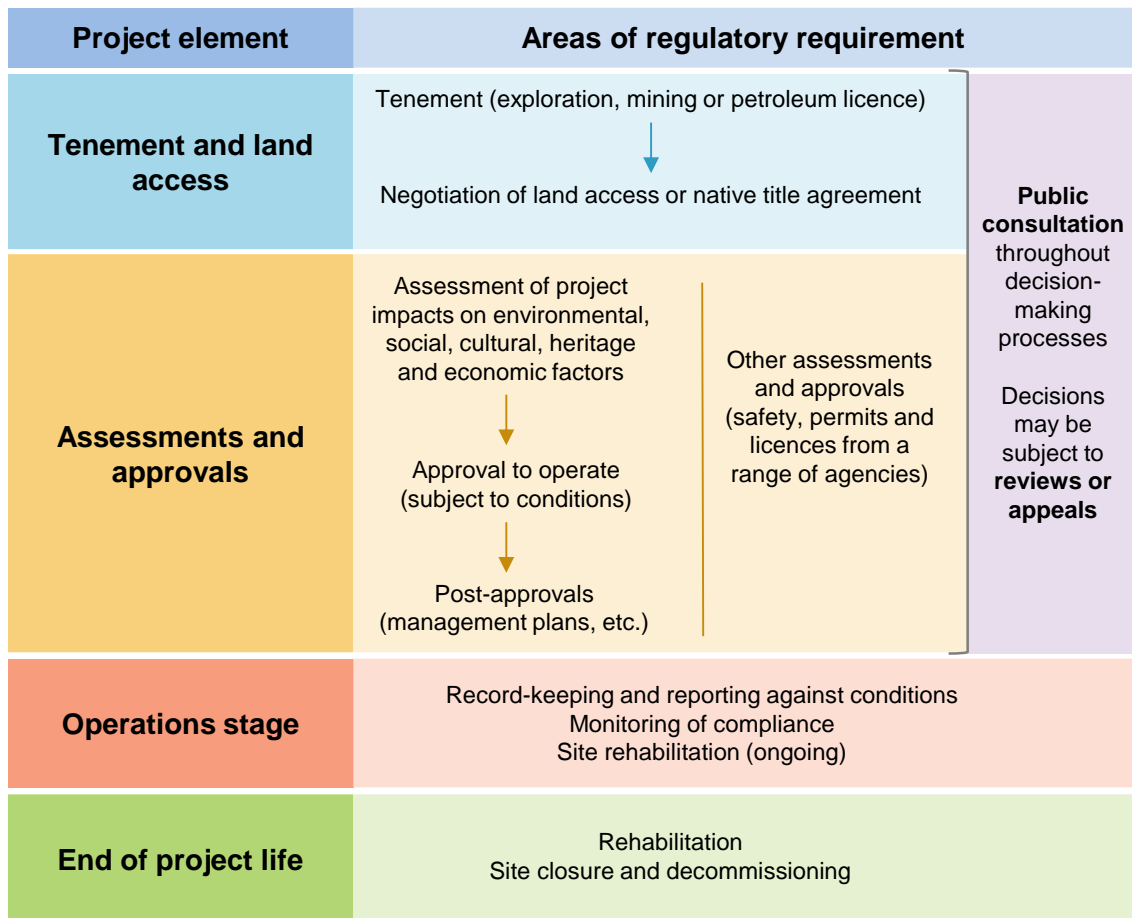 Project element
Areas of regulatory requirement
Tenement and land
access
Tenement (exploration, mining or petroleum licence)
Negotiation of land access or native title agreement
Public
consultation
throughout
decision-
making
processes
Decisions
may be
subject to
reviews or
appeals
Assessments and
approvals
Assessment of project
impacts on environmental,
social, cultural, heritage
and economic factors
Approval to operate
(subject to conditions)
Post-approvals
(management plans, etc.)
Other assessments
and approvals
(safety, permits and
licences from a
range of agencies)
Operations stage
Record-keeping and reporting against conditions
Monitoring of compliance
Site rehabilitation (ongoing)
End of project life
Rehabilitation
Site closure and decommissioning